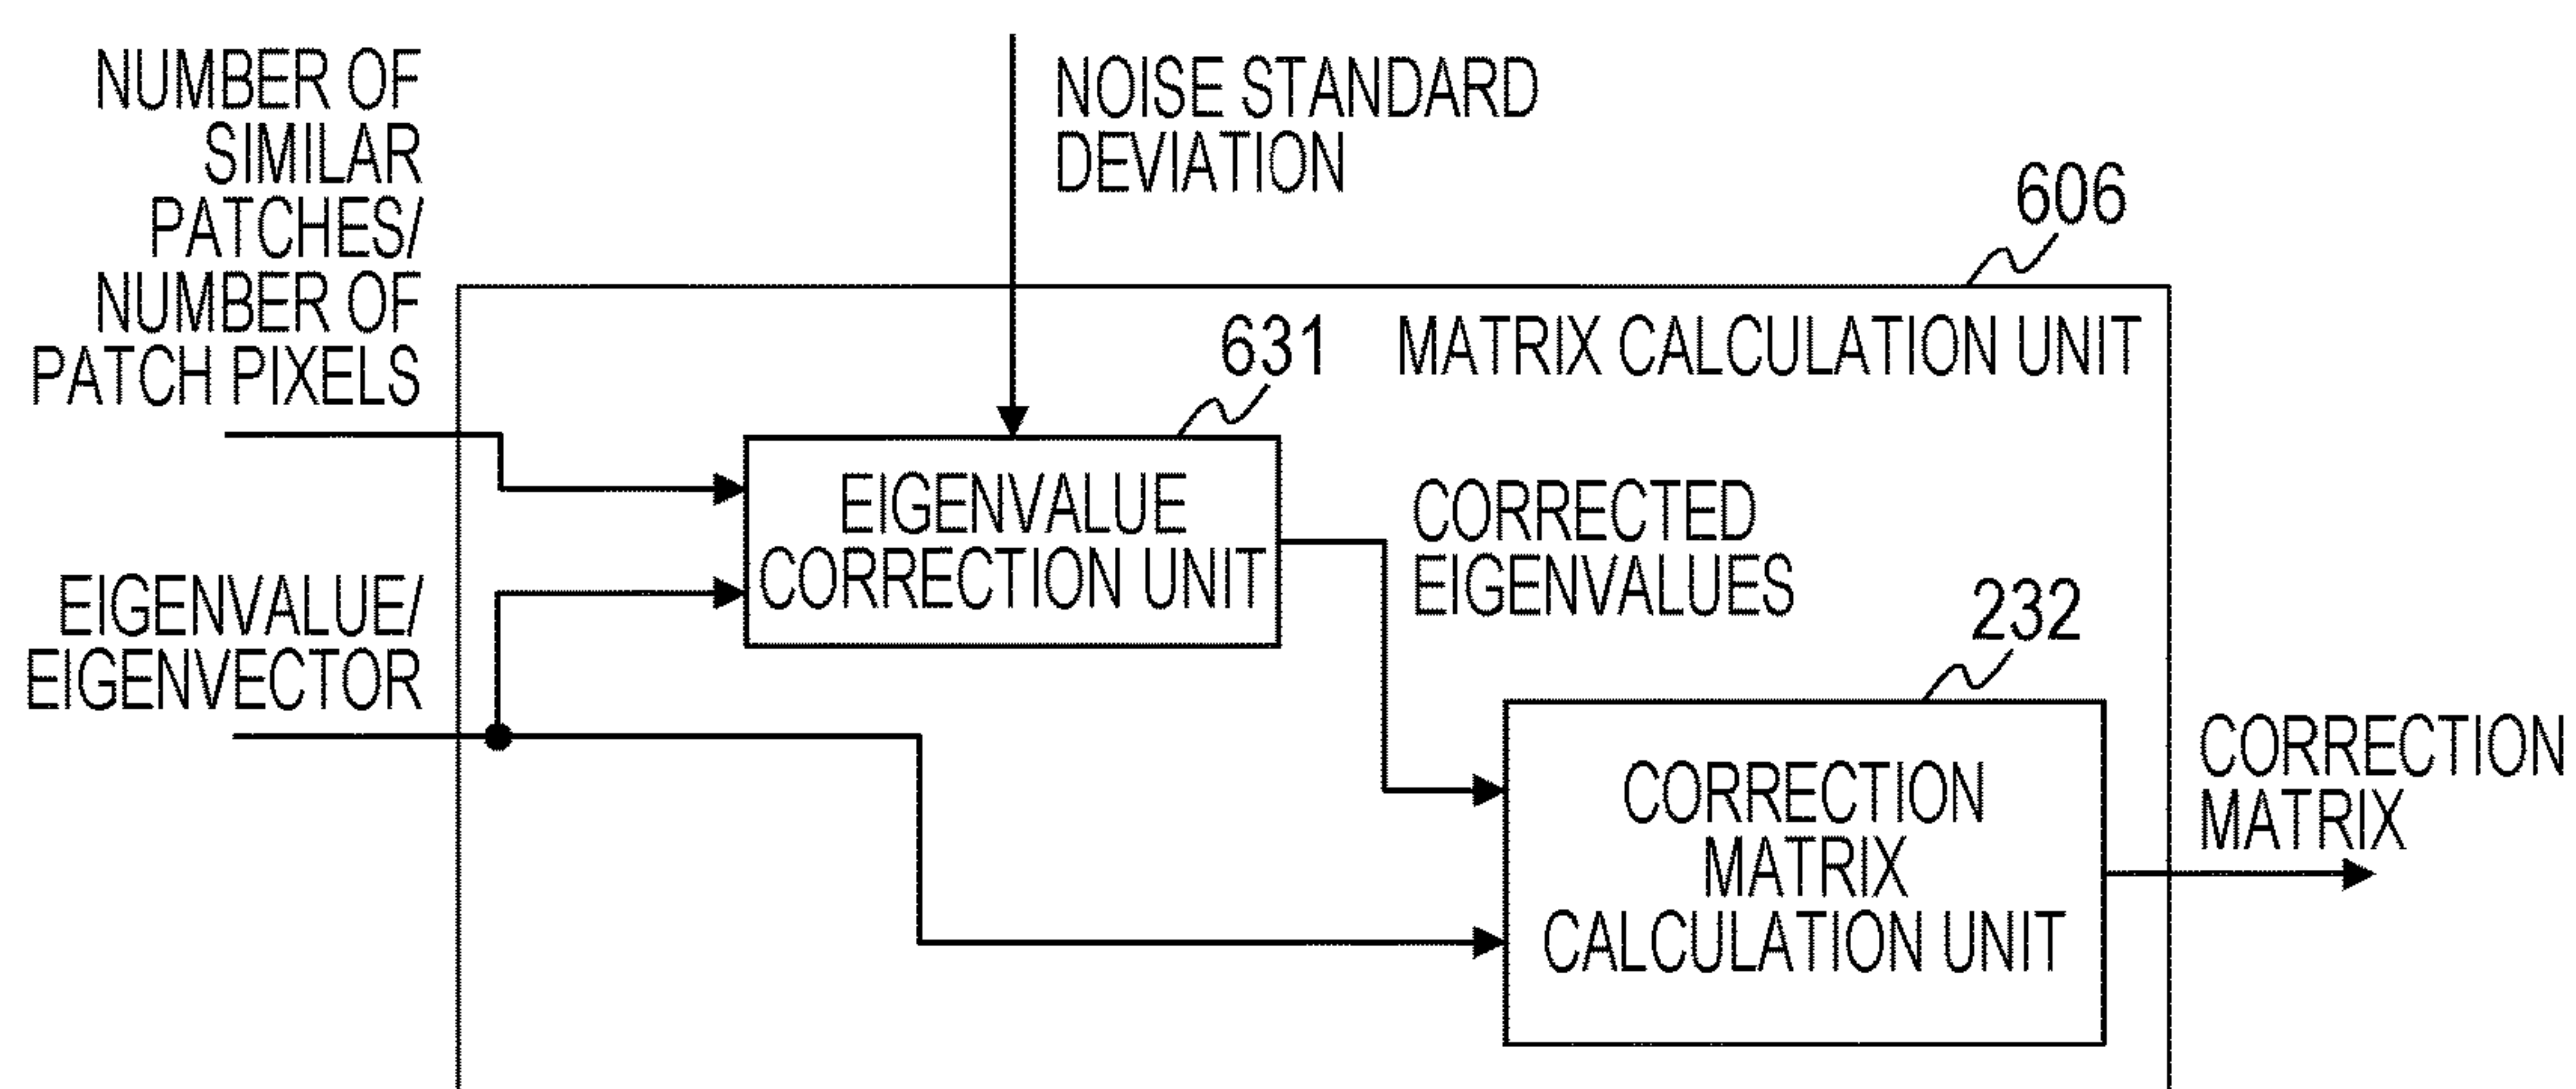 NUMBER OF
SIMILAR
PATCHES/
NUMBER OF
PATCH PIXELS
NOISE STANDARD
DEVIATION
606
MATRIX CALCULATION UNIT
631
EIGENVALUE
CORRECTION UNIT
EIGENVALUE/
EIGENVECTOR
CORRECTED
EIGENVALUES
232
CORRECTION
MATRIX
CALCULATION UNIT
CORRECTION
MATRIX